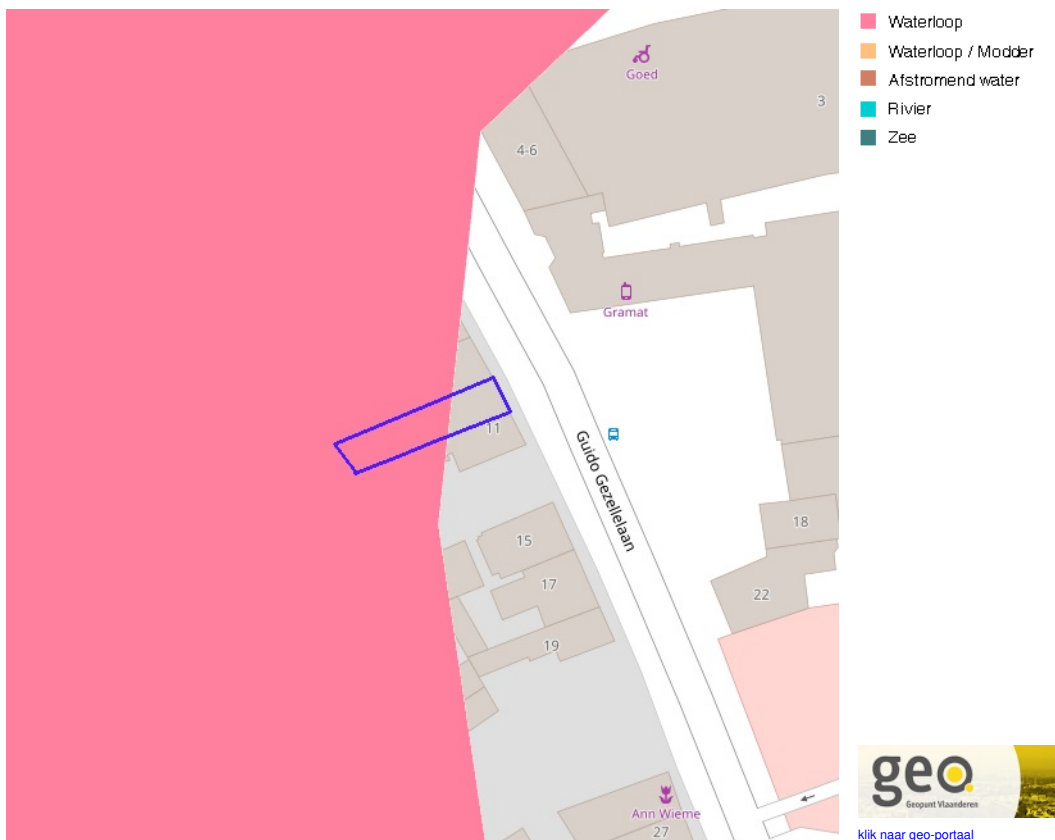 Goed
3
4-6
Gramat
11
Guido Gezellelaan
15
18
17
22
19
Ann Wieme
27
Waterloop
Waterloop / Modder
Afstromend water
Rivier
Zee
geo.
Geopunt Vlaanderen
klik naar geo-portaal